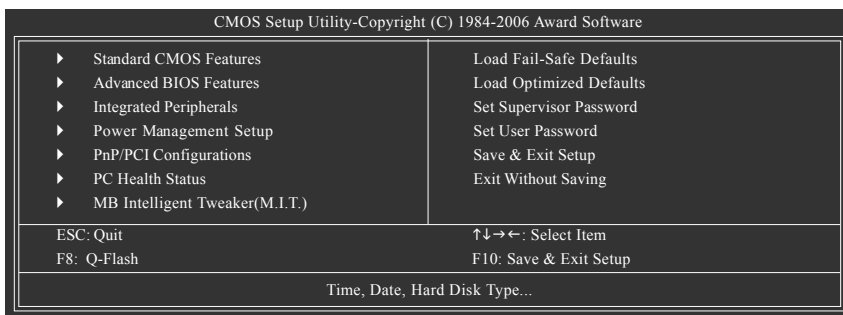 CMOS Setup Utility-Copyright (C) 1984-2006 Award Software
Standard CMOS Features
Advanced BIOS Features
Integrated Peripherals
Power Management Setup
PnP/PCI Configurations
PC Health Status
MB Intelligent Tweaker(M.I.T.)
Load Fail-Safe Defaults
Load Optimized Defaults
Set Supervisor Password
Set User Password
Save & Exit Setup
Exit Without Saving
ESC: Quit
F8: Q-Flash
↑↓→←: Select Item
F10: Save & Exit Setup
Time, Date, Hard Disk Type...